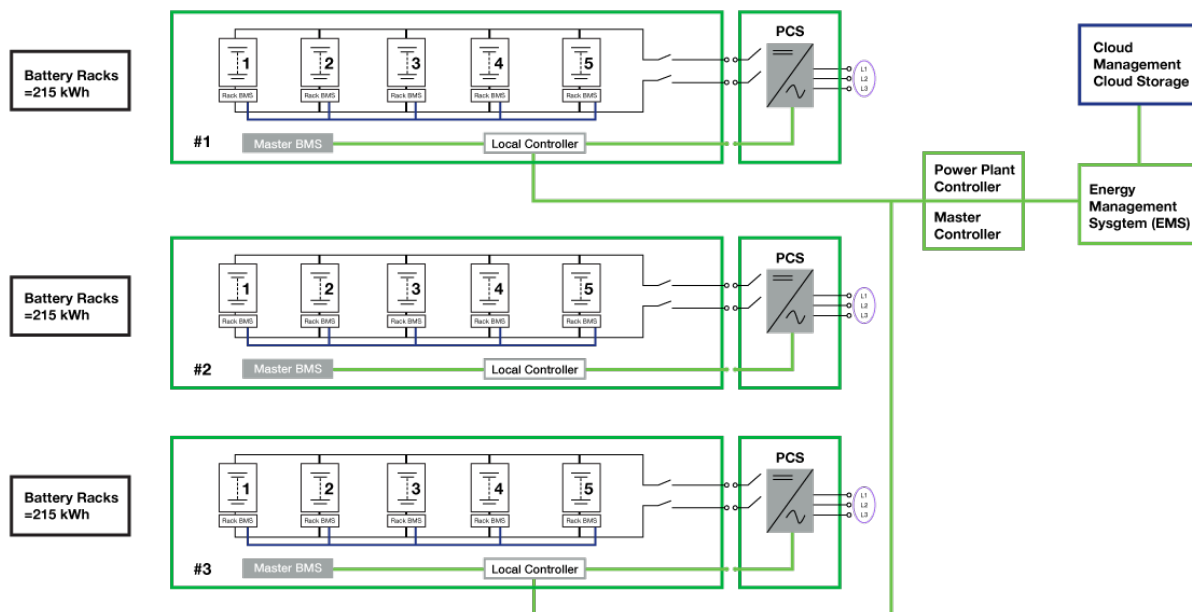 Battery Racks
=215 kWh
1
2
3
4
5
Rack BMS
Rack BMS
Rack BMS
Rack BMS
Rack BMS
#1
Master BMS
Local Controller
PCS
L1
L2
L3
Cloud
Management
Cloud Storage
Power Plant
Controller
Master
Controller
Energy
Management
Sysgtem (EMS)
Battery Racks
=215 kWh
1
2
3
4
5
Rack BMS
Rack BMS
Rack BMS
Rack BMS
Rack BMS
#2
Master BMS
Local Controller
PCS
L1
L2
L3
Battery Racks
=215 kWh
1
2
3
4
5
Rack BMS
Rack BMS
Rack BMS
Rack BMS
Rack BMS
#3
Master BMS
Local Controller
PCS
L1
L2
L3